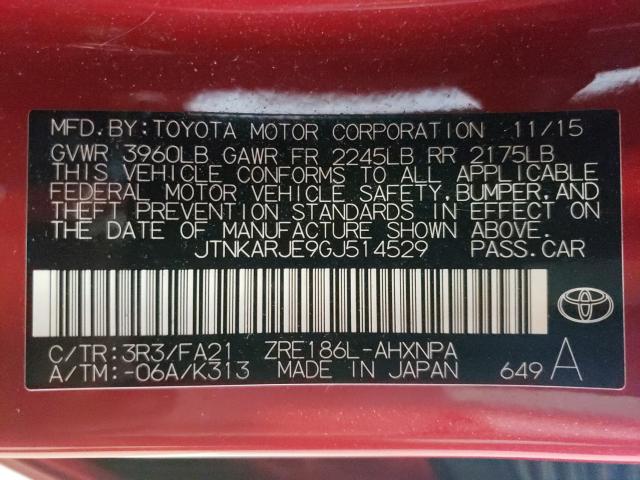 MFD.BY:TOYOTA MOTOR CORPORATION 11/15
GVWR 3960LB GAWR FR 2245LB RR 2175LB
THIS VEHICLE CONFORMS TO ALL APPLICABLE
FEDERAL MOTOR VEHICLE SAFETY,BUMPER,AND
THEFT PREVENTION STANDARDS IN EFFECT ON
THE DATE OF MANUFACTURE SHOWN ABOVE.
JTNKARJE9GJ514529 PASS.CAR
C/TR:3R3/FA21 ZRE186L-AHXNPA
A/TM:-06A/K313 MADE IN JAPAN 649 A